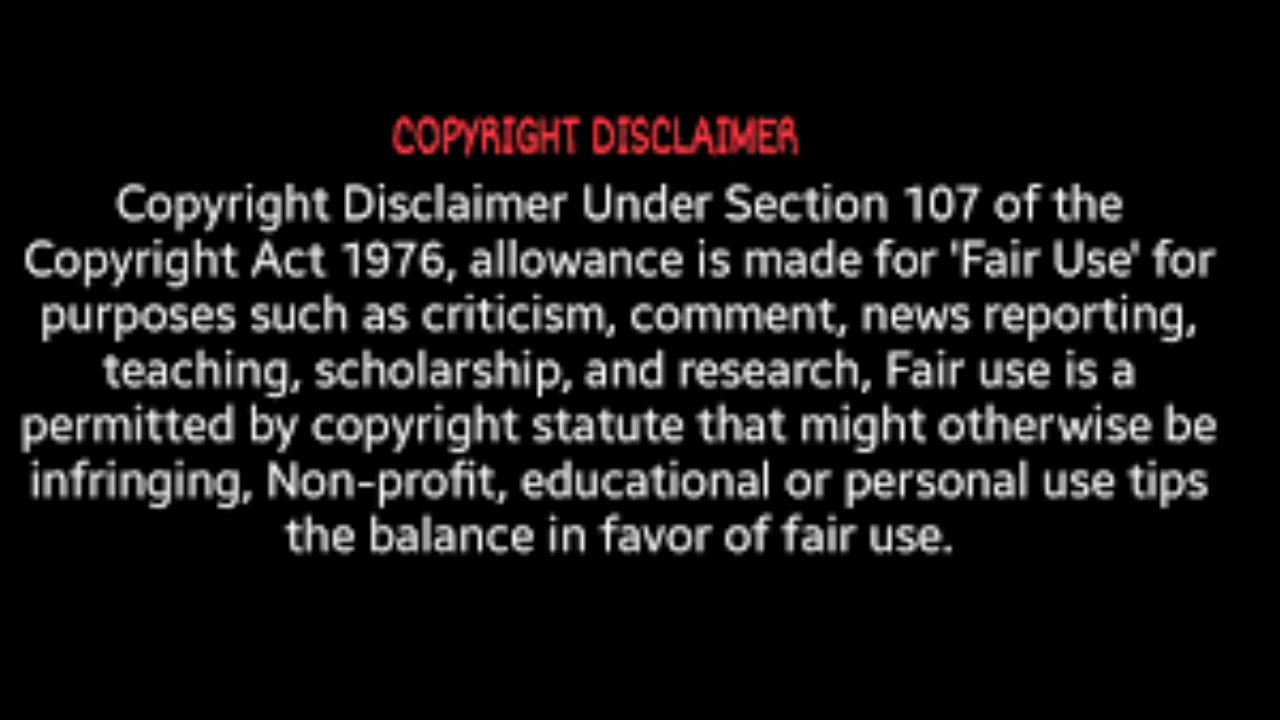 COPYRIGHT DISCLAIMER
Copyright Disclaimer Under Section 107 of the
Copyright Act 1976, allowance is made for 'Fair Use' for
purposes such as criticism, comment, news reporting,
teaching, scholarship, and research, Fair use is a
permitted by copyright statute that might otherwise be
infringing, Non-profit, educational or personal use tips
the balance in favor of fair use.